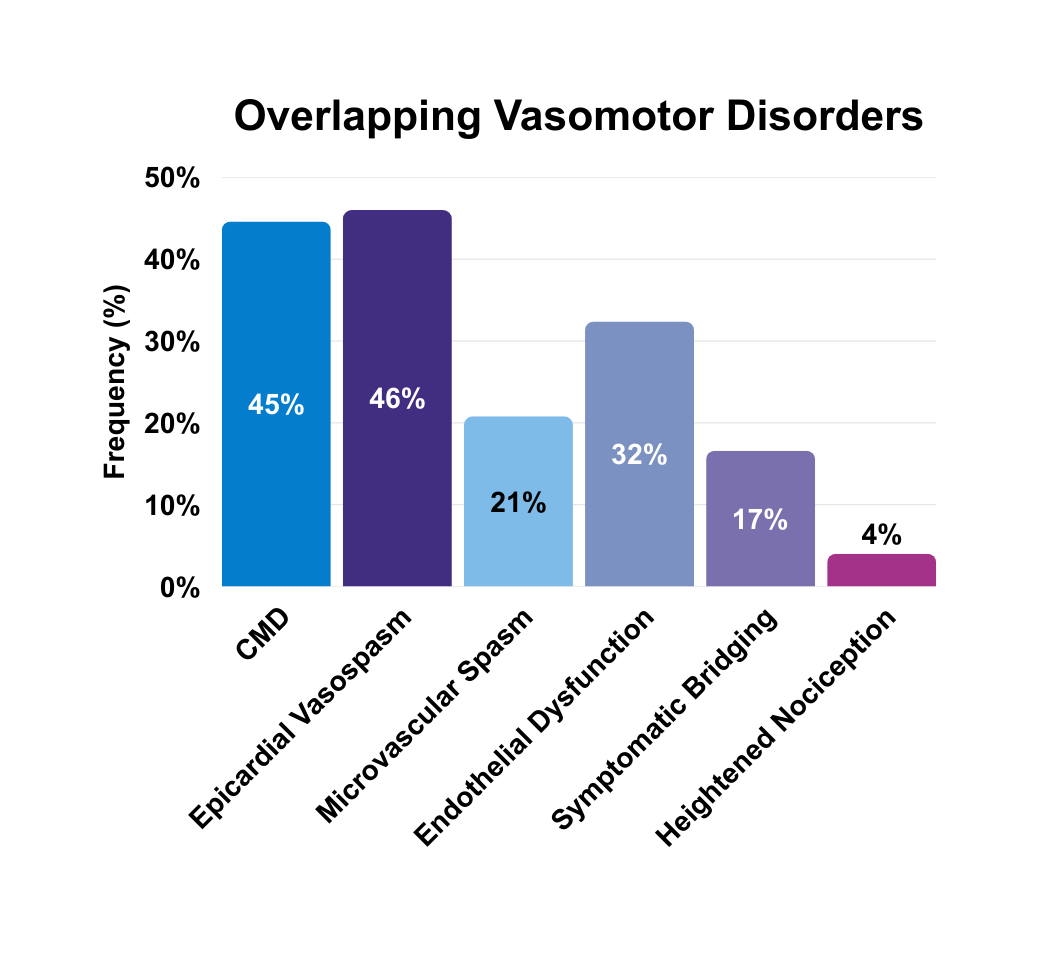 Overlapping Vasomotor Disorders
50%
40%
30%
20%
10%
0%
Frequency (%)
45%
46%
21%
32%
17%
4%
CMD
Epicardial Vasospasm
Microvascular Spasm
Endothelial Dysfunction
Symptomatic Bridging
Heightened Nociception